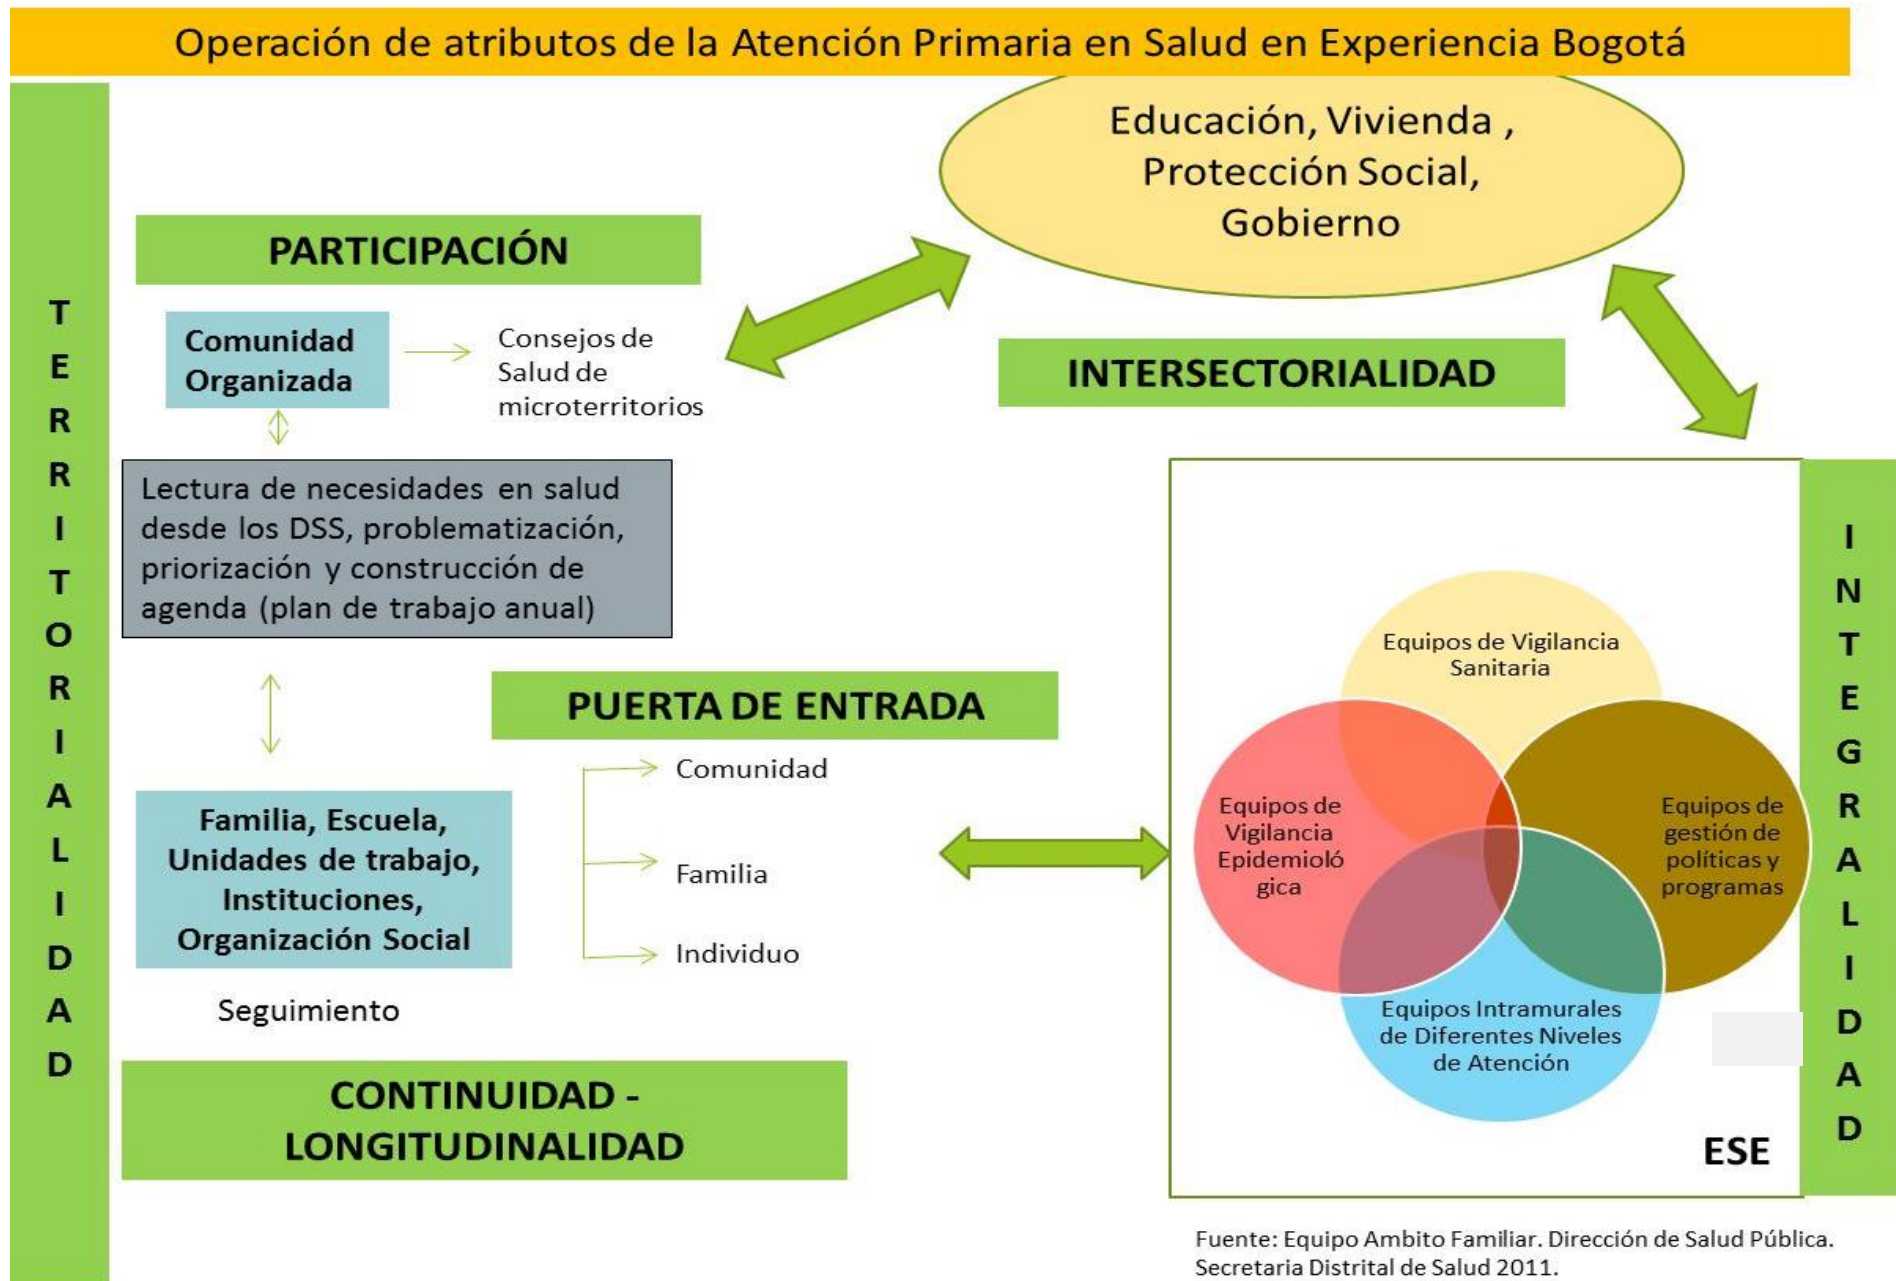 Operación de atributos de la Atención Primaria en Salud en Experiencia Bogotá
TERRITORIALIDAD
Educación, Vivienda ,
Protección Social,
Gobierno
PARTICIPACIÓN
Comunidad
Organizada
Consejos de
Salud de
microterritorios
INTERSECTORIALIDAD
Lectura de necesidades en salud
desde los DSS, problematización,
priorización y construcción de
agenda (plan de trabajo anual)
PUERTA DE ENTRADA
Comunidad
Familia
Individuo
Familia, Escuela,
Unidades de trabajo,
Instituciones,
Organización Social
Seguimiento
CONTINUIDAD -
LONGITUDINALIDAD
Equipos de Vigilancia
Sanitaria
Equipos de
Vigilancia
Epidemioló
gica
Equipos de
gestión de
políticas y
programas
Equipos Intramurales
de Diferentes Niveles
de Atención
ESE
INTEGRALIDAD
Fuente: Equipo Ambito Familiar. Dirección de Salud Pública.
Secretaria Distrital de Salud 2011.